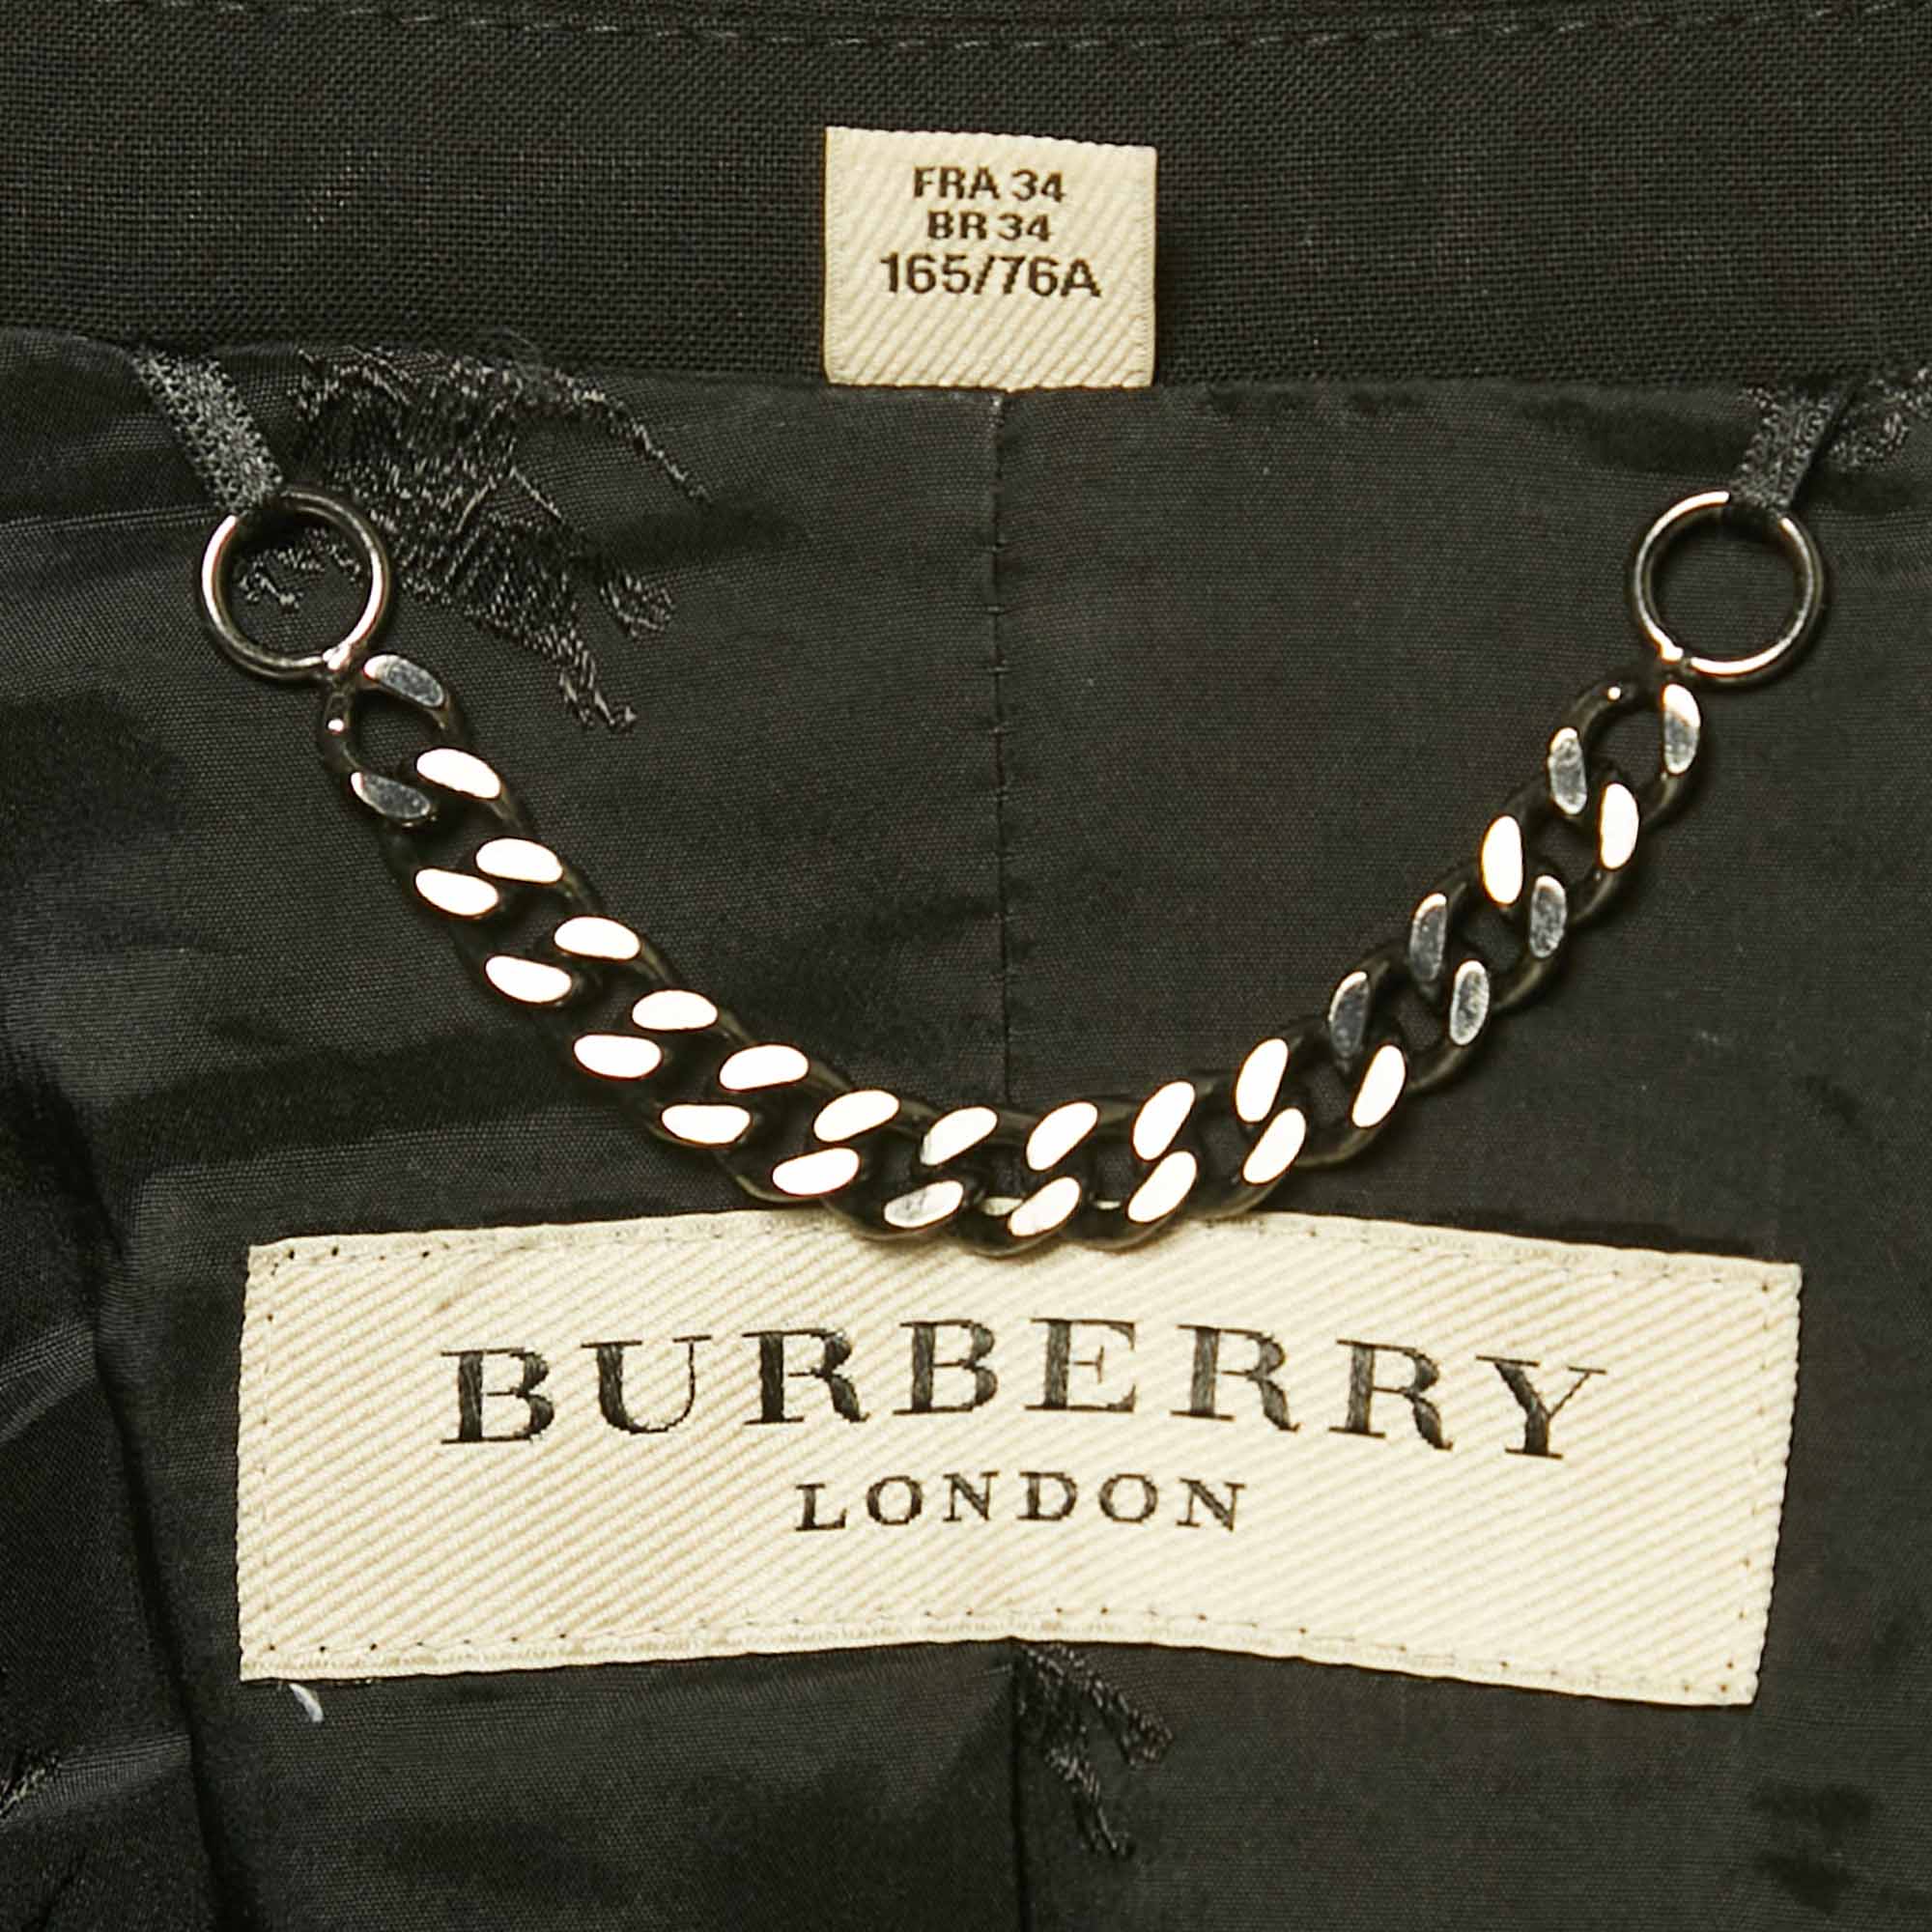 FRA 34
BR 34
165/76A
BURBERRY
LONDON